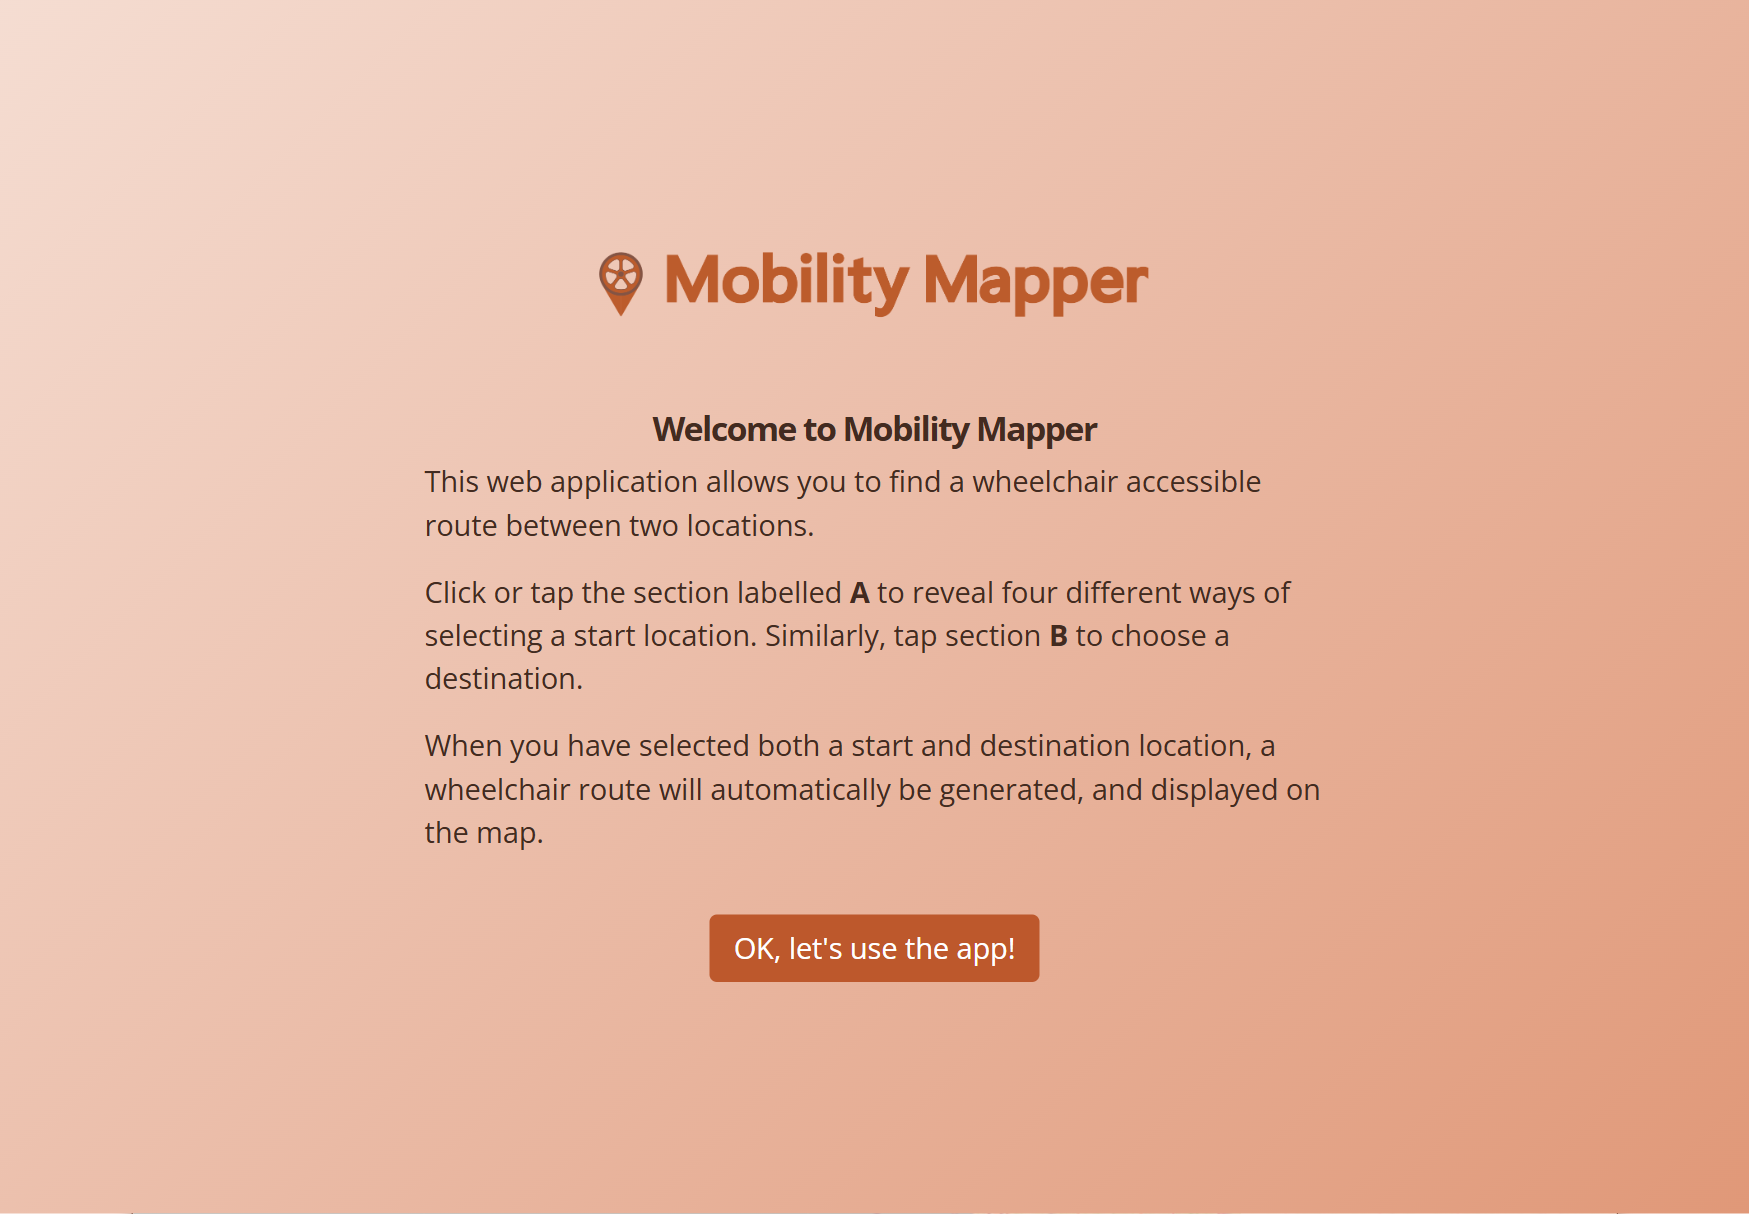 Mobility Mapper
Welcome to Mobility Mapper
This web application allows you to find a wheelchair accessible
route between two locations.
Click or tap the section labelled A to reveal four different ways of
selecting a start location. Similarly, tap section B to choose a
destination.
When you have selected both a start and destination location, a
wheelchair route will automatically be generated, and displayed on
the map.
OK, let's use the app!